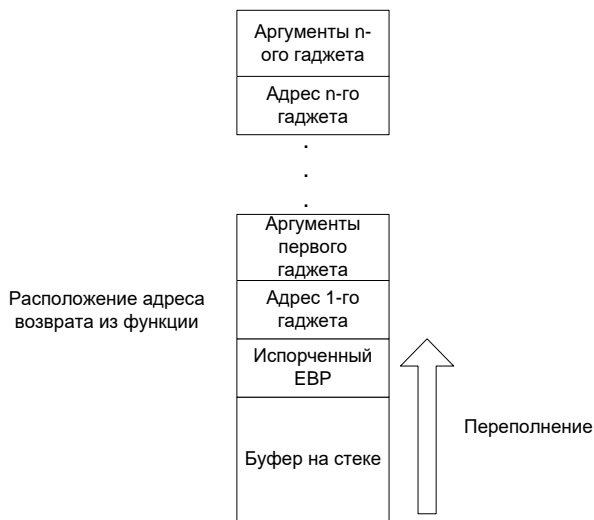 Аргументы n-
ого гаджета
Адрес n-го
гаджета
.
.
.
Аргументы
первого
гаджета
Расположение адреса
возврата из функции
Адрес 1-го
гаджета
Испорченный
EBP
Переполнение
Буфер на стеке